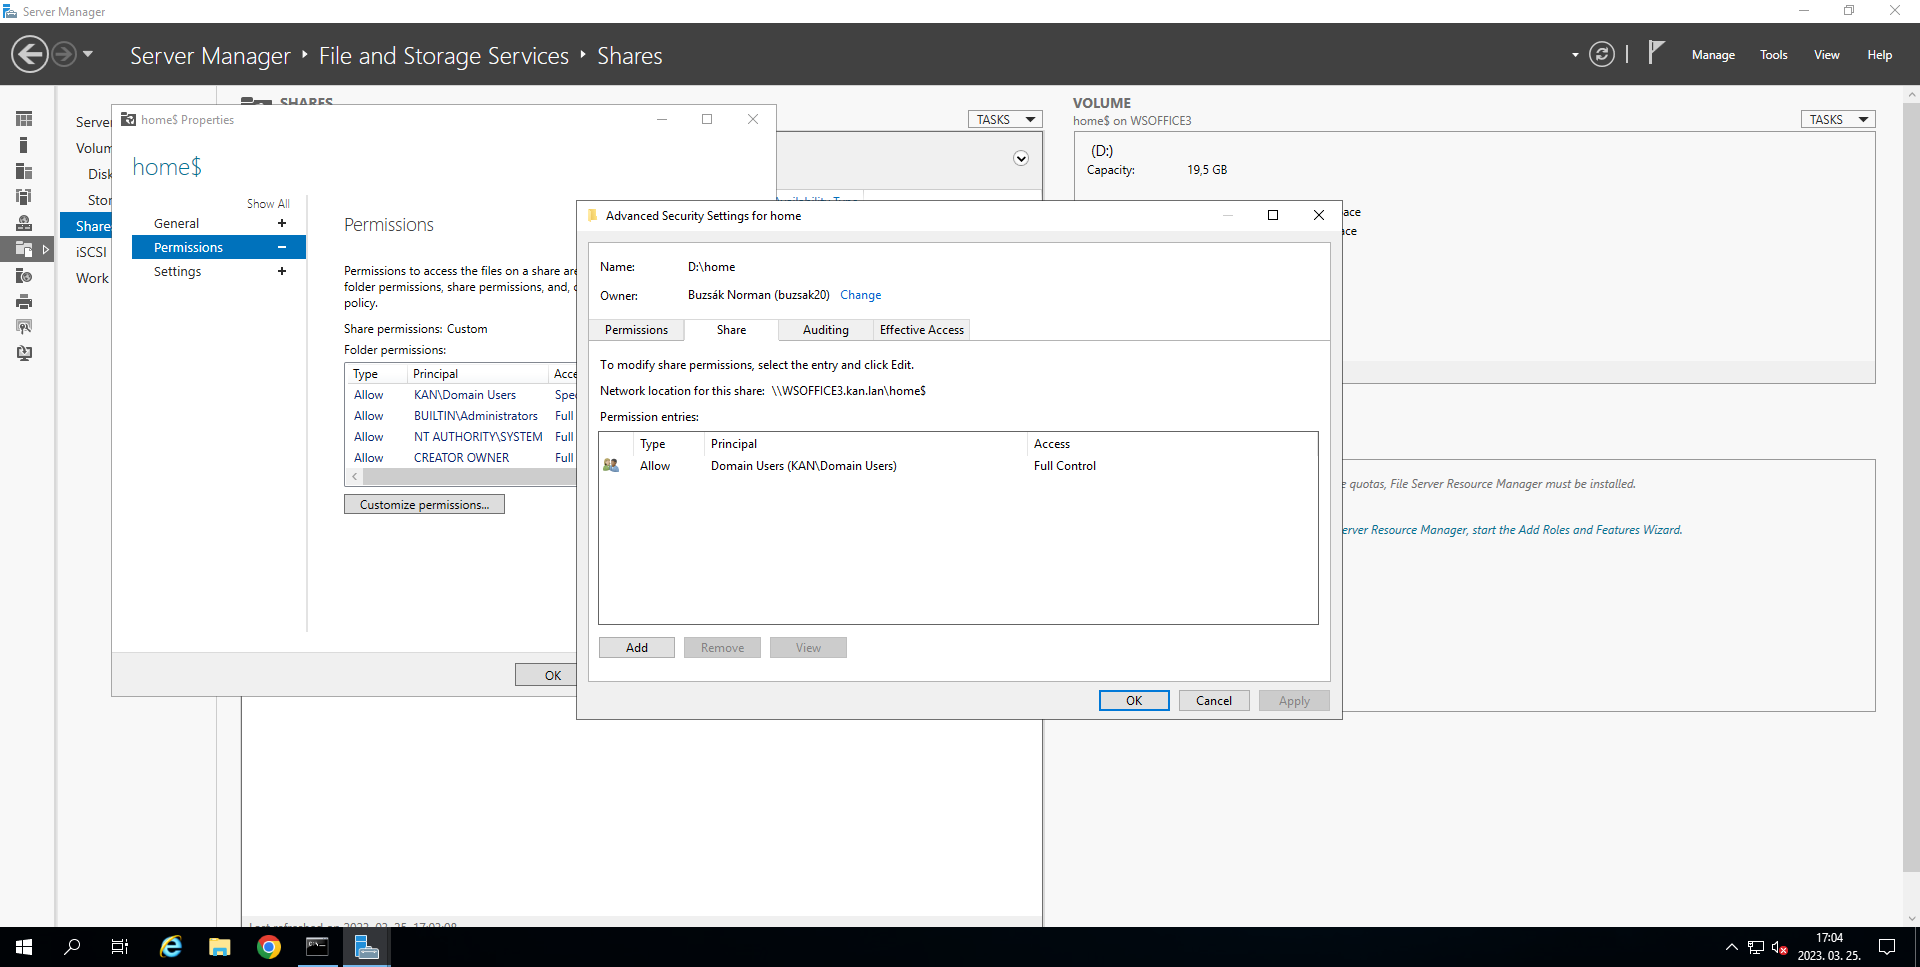 Server Manager
Server Manager ‣ File and Storage Services ‣ Shares
Manage Tools View Help
Server
Volum
Disk
Stor
Share
iSCSI
Work
SHARES
TASKS
home$ Properties
home$
Show All
General +
Permissions −
Settings +
Permissions
Permissions to access the files on a share are
folder permissions, share permissions, and,
policy.
Share permissions: Custom
Folder permissions:
Type Principal Acce
Allow KAN\Domain Users Spec
Allow BUILTIN\Administrators Full
Allow NT AUTHORITY\SYSTEM Full
Allow CREATOR OWNER Full
Customize permissions...
OK
Advanced Security Settings for home
Name: D:\home
Owner: Buzsák Norman (buzsak20) Change
Permissions Share Auditing Effective Access
To modify share permissions, select the entry and click Edit.
Network location for this share: \\WSOFFICE3.kan.lan\home$
Permission entries:
Type Principal Access
Allow Domain Users (KAN\Domain Users) Full Control
Add Remove View
OK Cancel Apply
VOLUME
home$ on WSOFFICE3
TASKS
(D:)
Capacity: 19,5 GB
ace
ace
e quotas, File Server Resource Manager must be installed.
erver Resource Manager, start the Add Roles and Features Wizard.
17:04
2023. 03. 25.